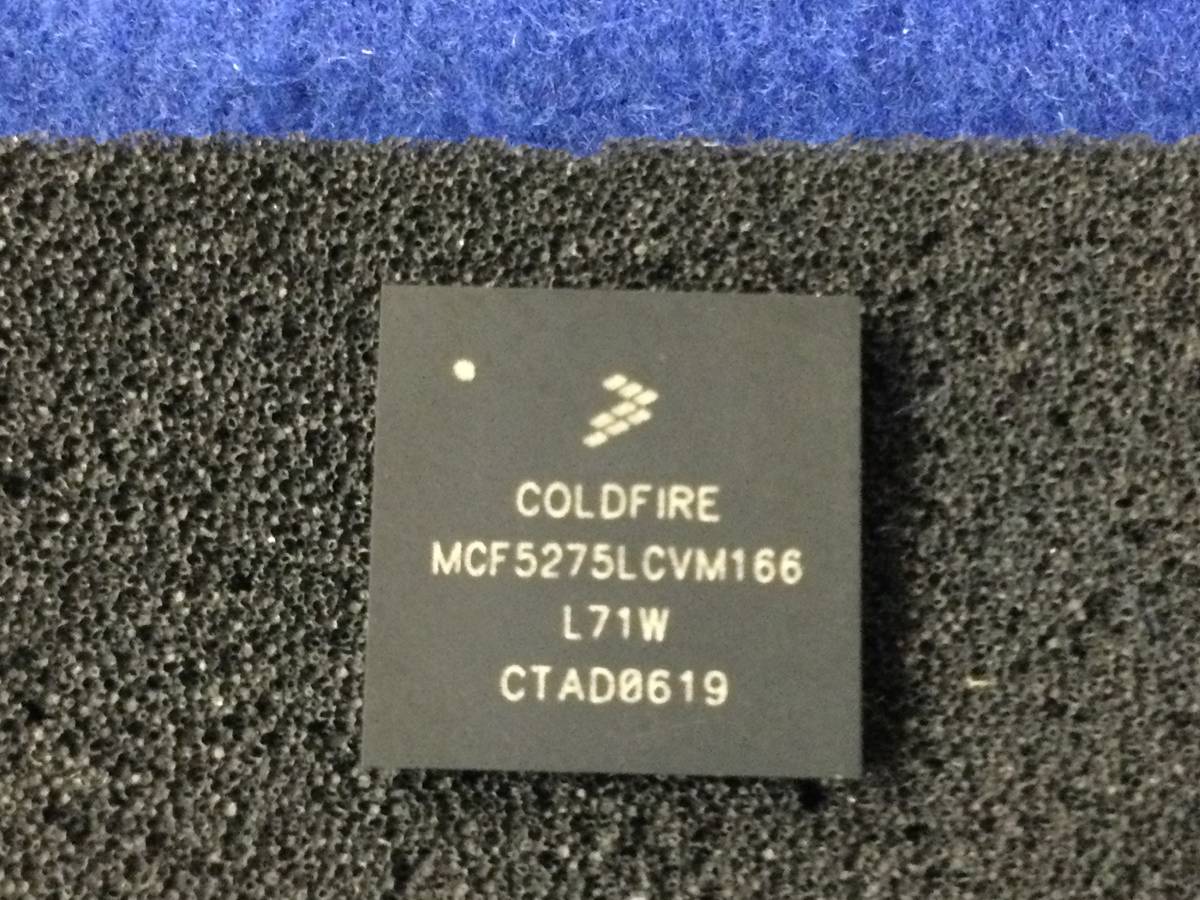 COLDFIRE
MCF5275LCVM166
L71W
CTAD0619